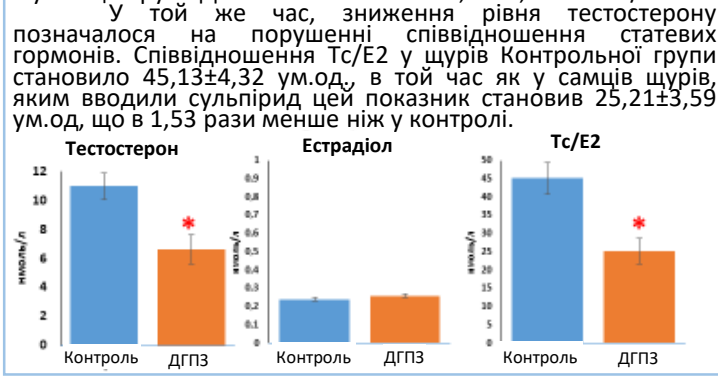 У той же час, зниження рівня тестостерону
позначалося на порушенні співвідношення статевих
гормонів. Співвідношення Тс/Е2 у щурів Контрольної групи
становило 45,13±4,32 ум.од., в той час як у самців щурів,
яким вводили сульпірид цей показник становив 25,21±3,59
ум.од, що в 1,53 рази менше ніж у контролі.
Тестостерон
12
10
8
6
4
2
0
нмоль/л
*
Контроль ДГПЗ
Естрадіол
1
0,9
0,8
0,7
0,6
0,5
0,4
0,3
0,2
0,1
0
нмоль/л
Контроль ДГПЗ
Тс/Е2
50
45
40
35
30
25
20
15
10
5
0
нмоль/л
*
Контроль ДГПЗ